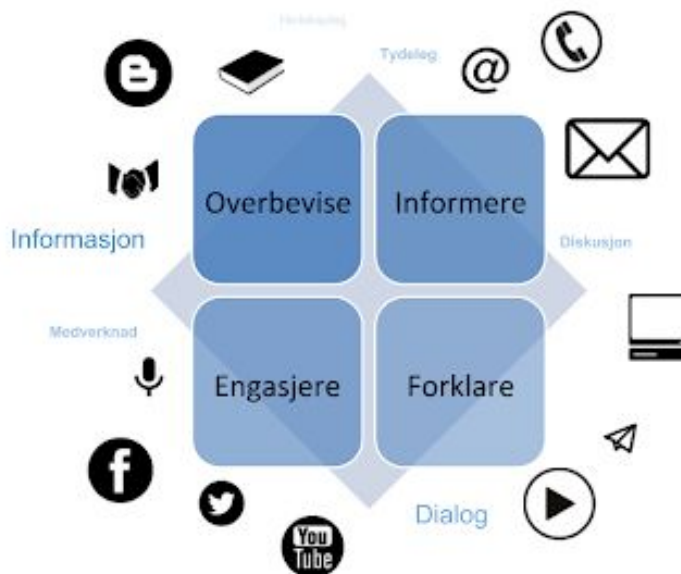 Tydeleg
@
Overbevise
Informere
Informasjon
Diskusjon
Medverknad
Engasjere
Forklare
Dialog
You
Tube